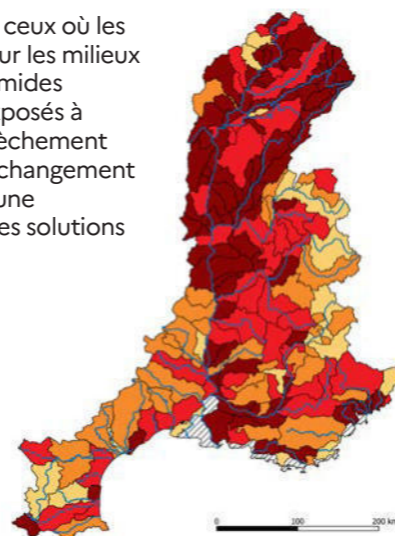 ceux où les
ur les milieux
mides
posés à
èchement
changement
une
es solutions
0 100 200 km